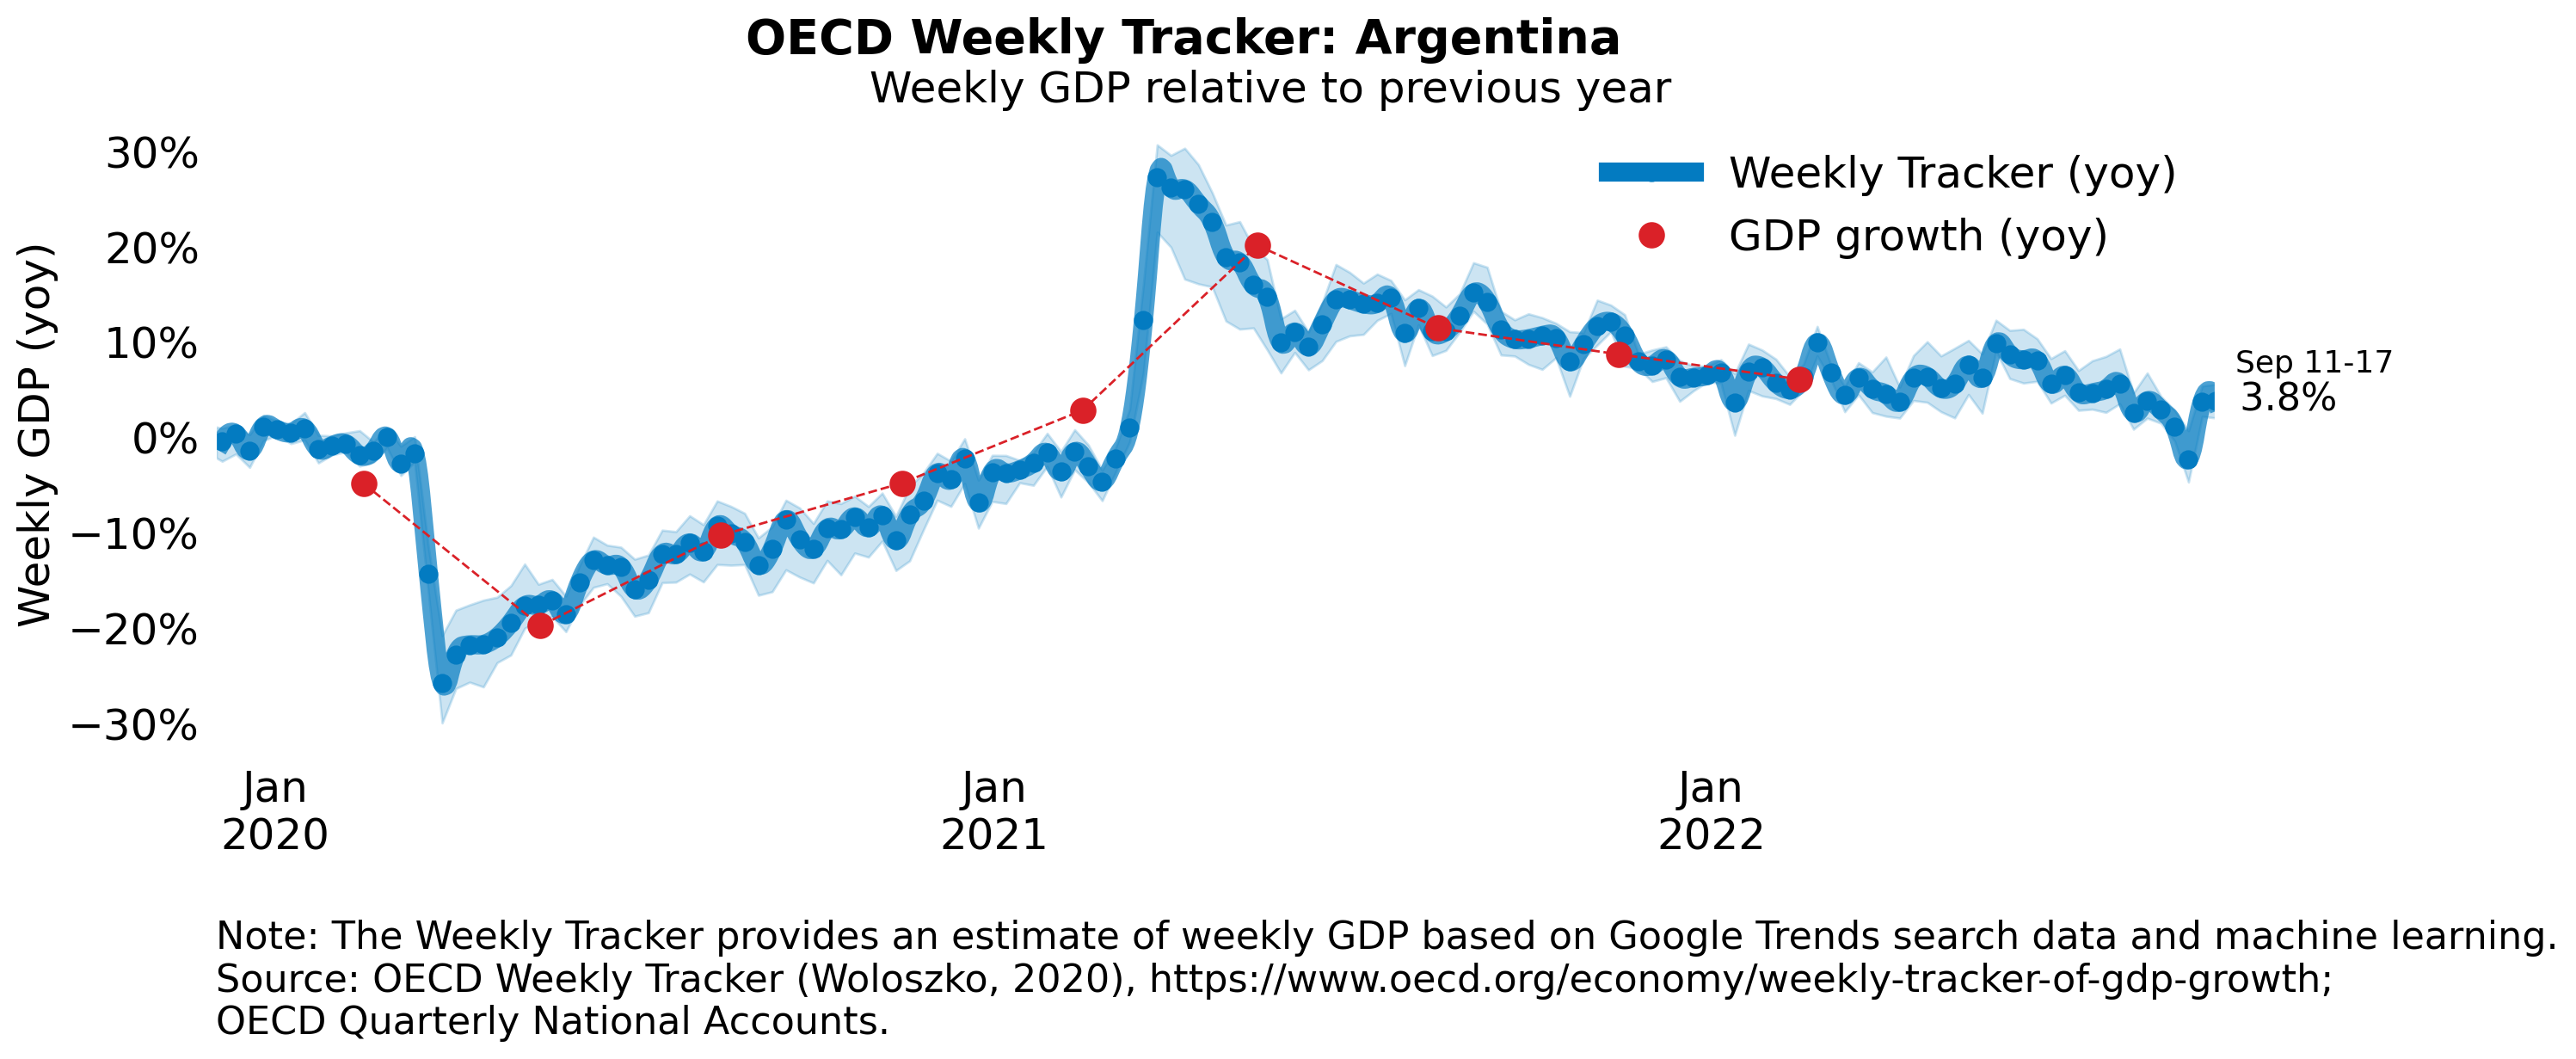 OECD Weekly Tracker: Argentina
Weekly GDP relative to previous year
Weekly GDP (yoy)
30%
20%
10%
0%
−10%
−20%
−30%
Weekly Tracker (yoy)
GDP growth (yoy)
Sep 11-17
3.8%
Jan
2020
Jan
2021
Jan
2022
Note: The Weekly Tracker provides an estimate of weekly GDP based on Google Trends search data and machine learning.
Source: OECD Weekly Tracker (Woloszko, 2020), https://www.oecd.org/economy/weekly-tracker-of-gdp-growth;
OECD Quarterly National Accounts.